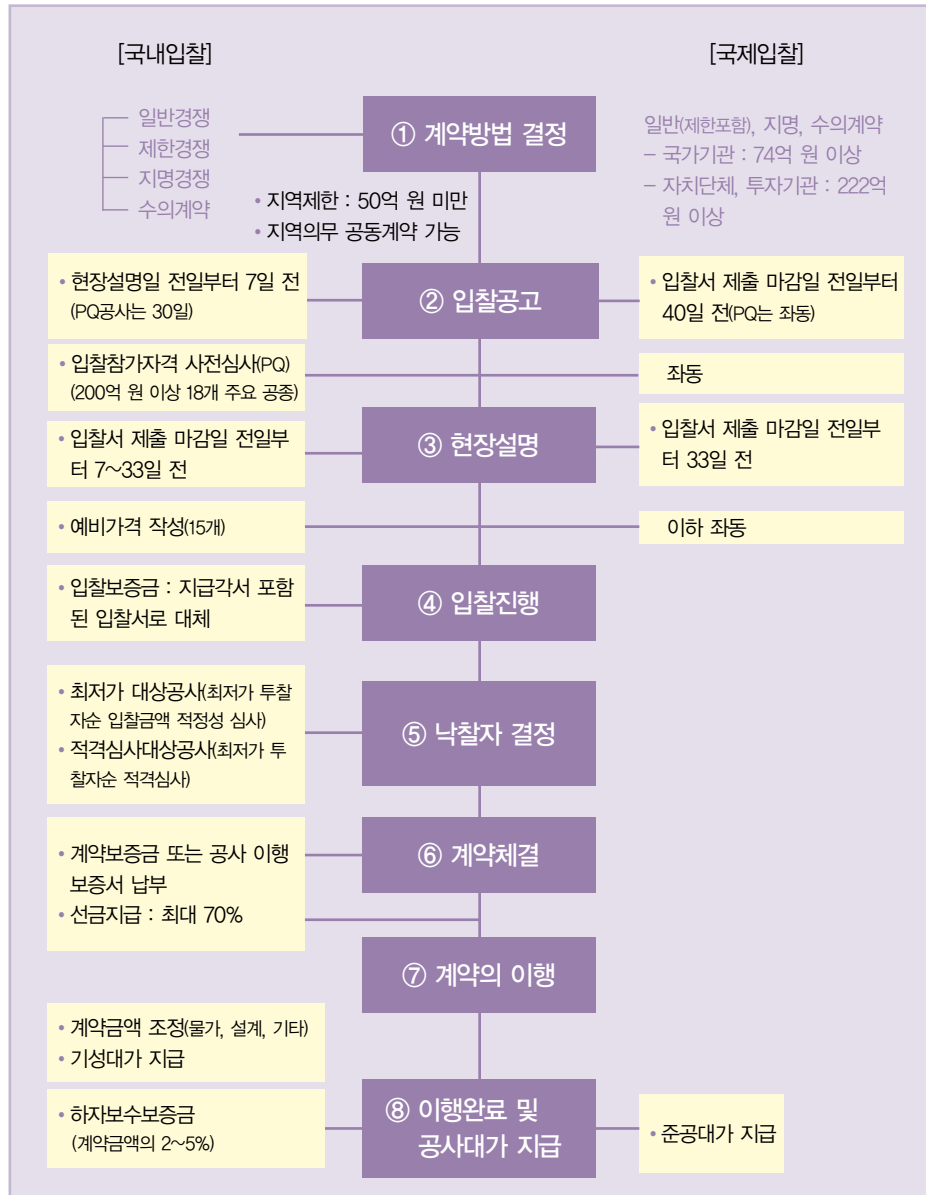 [국내입찰]
[국제입찰]
일반경쟁
제한경쟁
지명경쟁
수의계약
① 계약방법 결정
일반(제한포함), 지명, 수의계약
– 국가기관 : 74억 원 이상
– 자치단체, 투자기관 : 222억
원 이상
• 지역제한 : 50억 원 미만
• 지역의무 공동계약 가능
• 현장설명일 전일부터 7일 전
(PQ공사는 30일)
② 입찰공고
• 입찰서 제출 마감일 전일부터
40일 전(PQ는 좌동)
• 입찰참가자격 사전심사(PQ)
(200억 원 이상 18개 주요 공종)
좌동
• 입찰서 제출 마감일 전일부
터 7~33일 전
③ 현장설명
• 입찰서 제출 마감일 전일부
터 33일 전
• 예비가격 작성(15개)
이하 좌동
• 입찰보증금 : 지급각서 포함
된 입찰서로 대체
④ 입찰진행
• 최저가 대상공사(최저가 투찰
자순 입찰금액 적정성 심사)
• 적격심사대상공사(최저가 투
찰자순 적격심사)
⑤ 낙찰자 결정
• 계약보증금 또는 공사 이행
보증서 납부
• 선금지급 : 최대 70%
⑥ 계약체결
⑦ 계약의 이행
• 계약금액 조정(물가, 설계, 기타)
• 기성대가 지급
• 하자보수보증금
(계약금액의 2~5%)
⑧ 이행완료 및
공사대가 지급
• 준공대가 지급